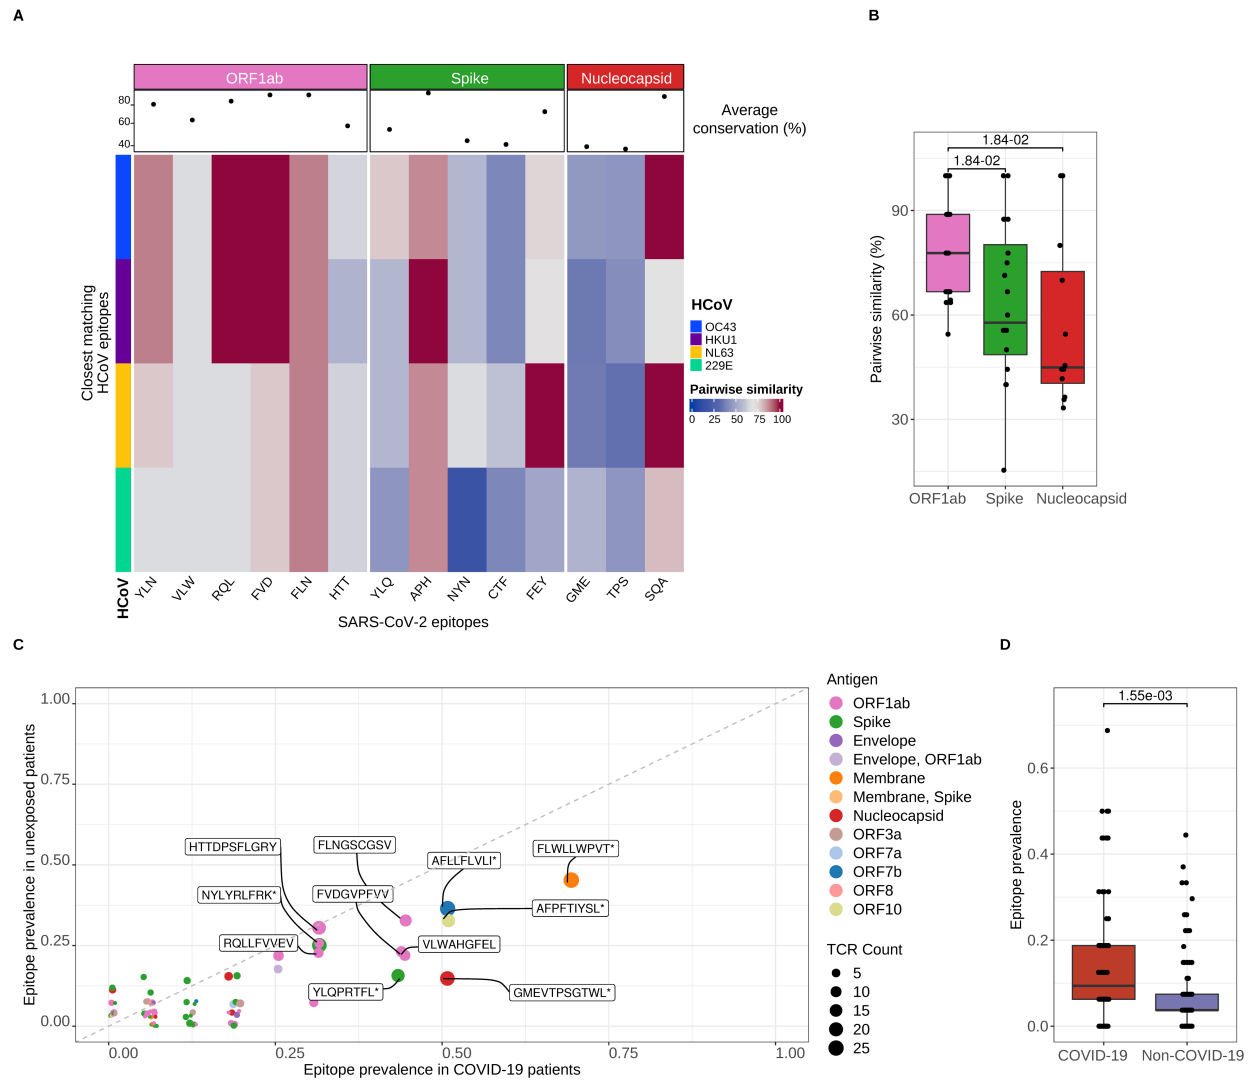 A
ORF1ab
Spike
Nucleocapsid
80
60
40
Average
conservation (%)
Closest matching
HCoV epitopes
HCoV
OC43
HKU1
NL63
229E
Pairwise similarity
0 25 50 75 100
HCoV
YLN
VLW
RQL
FVD
FLN
HTT
YLQ
APH
NYN
CTF
FEY
GME
TPS
SQA
SARS-CoV-2 epitopes
B
1.84-02
1.84-02
Pairwise similarity (%)
90
60
30
ORF1ab
Spike
Nucleocapsid
C
Epitope prevalence in unexposed patients
1.00
0.75
0.50
0.25
0.00
HTTDPSFLGRY
FLNGSCGSV
AFLLFLVLI*
FLWLLWPVT*
NYLYRLFRK*
FVDGVPFVV
AFPFTIYSL*
RQLLFVVEV
VLWAHGFEL
YLQPRTFL*
GMEVTPSGTWL*
0.00
0.25
0.50
0.75
1.00
Epitope prevalence in COVID-19 patients
Antigen
ORF1ab
Spike
Envelope
Envelope, ORF1ab
Membrane
Membrane, Spike
Nucleocapsid
ORF3a
ORF7a
ORF7b
ORF8
ORF10
TCR Count
5
10
15
20
25
D
1.55e-03
Epitope prevalence
0.6
0.4
0.2
0.0
COVID-19
Non-COVID-19